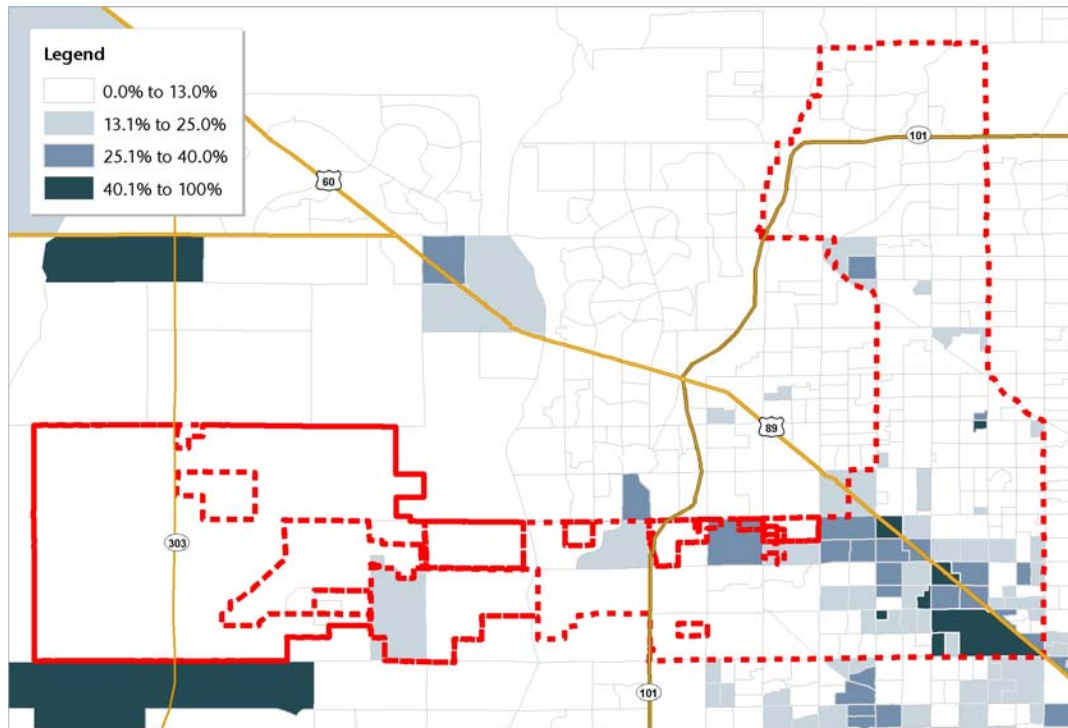 Legend
0.0% to 13.0%
13.1% to 25.0%
25.1% to 40.0%
40.1% to 100%
101
60
89
303
101